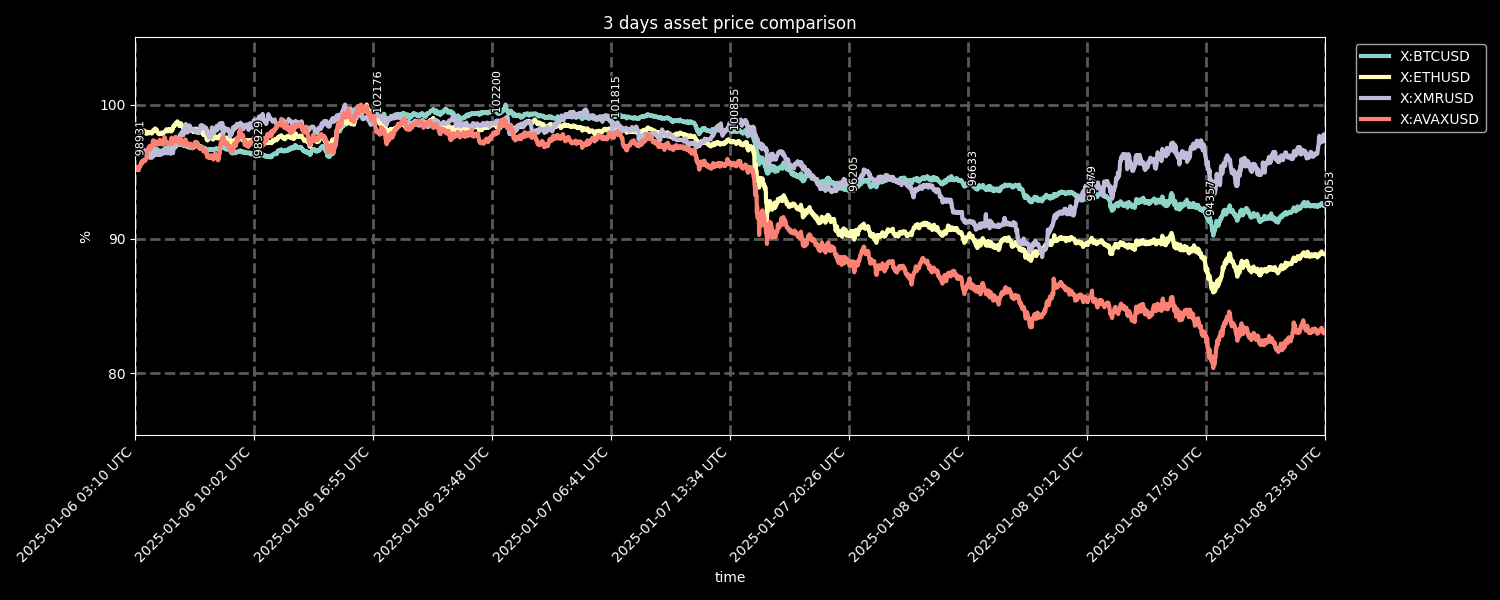 3 days asset price comparison
X:BTCUSD
X:ETHUSD
X:XMRUSD
X:AVAXUSD
100
90
80
%
98931
98929
102176
102200
101815
100855
96205
96633
95479
94357
95053
2025-01-06 03:10 UTC
2025-01-06 10:02 UTC
2025-01-06 16:55 UTC
2025-01-06 23:48 UTC
2025-01-07 06:41 UTC
2025-01-07 13:34 UTC
2025-01-07 20:26 UTC
2025-01-08 03:19 UTC
2025-01-08 10:12 UTC
2025-01-08 17:05 UTC
2025-01-08 23:58 UTC
time